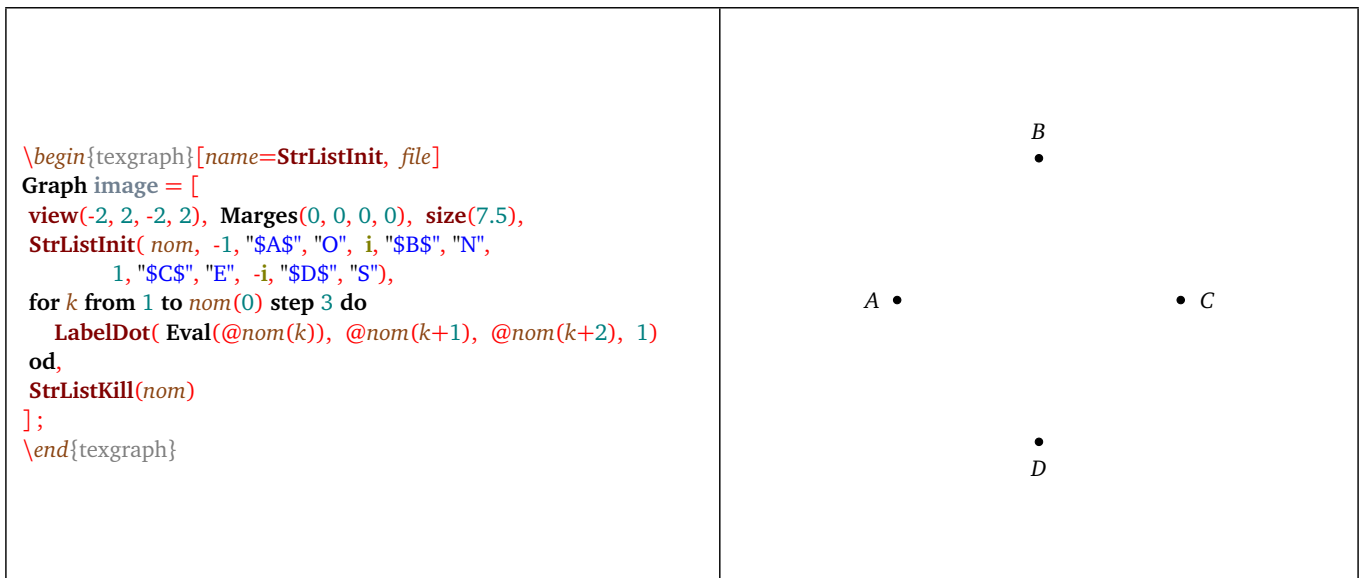 \begin{texgraph}[name=StrListInit, file]
Graph image = [
view(-2, 2, -2, 2), Marges(0, 0, 0, 0), size(7.5),
StrListInit( nom, -1, "$A$", "O", i, "$B$", "N",
1, "$C$", "E", -i, "$D$", "S"),
for k from 1 to nom(0) step 3 do
LabelDot( Eval(@nom(k)), @nom(k+1), @nom(k+2), 1)
od,
StrListKill(nom)
];
\end{texgraph}
B
A
C
D